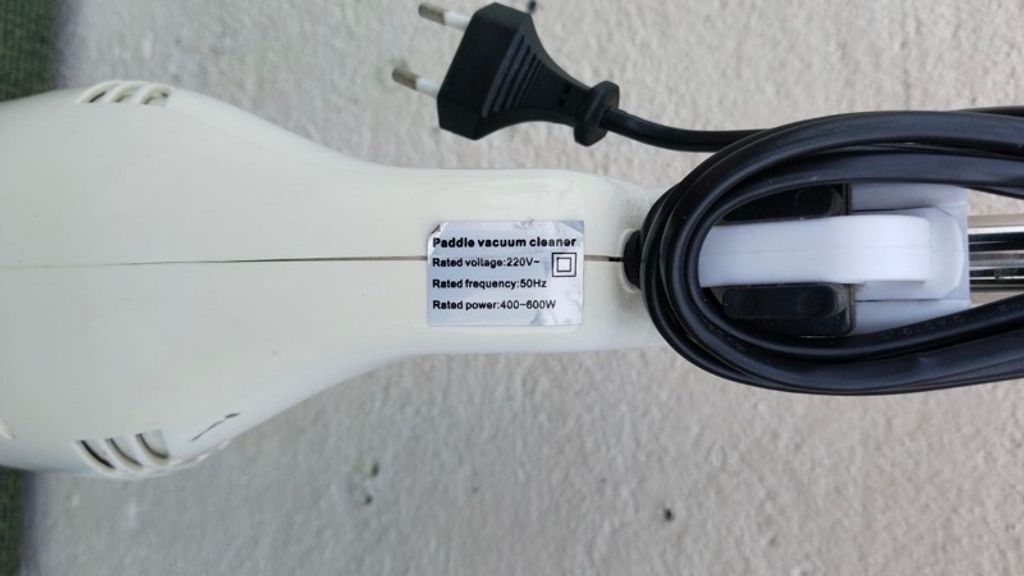 Paddle vacuum cleaner
Rated voltage:220V~
Rated frequency:50Hz
Rated power:400~600W